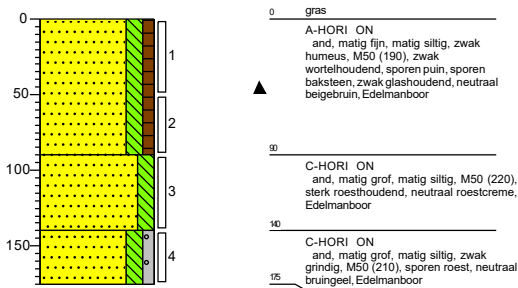 0
50
100
150
1
2
3
4
0 gras
A-HORI ON
and, matig fijn, matig siltig, zwak
humeus, M50 (190), zwak
wortelhoudend, sporen puin, sporen
baksteen, zwak glashoudend, neutraal
beigebruin, Edelmanboor
90
C-HORI ON
and, matig grof, matig siltig, M50 (220),
sterk roesthoudend, neutraal roestcreme,
Edelmanboor
140
C-HORI ON
and, matig grof, matig siltig, zwak
grindig, M50 (210), sporen roest, neutraal
bruingeel, Edelmanboor
175